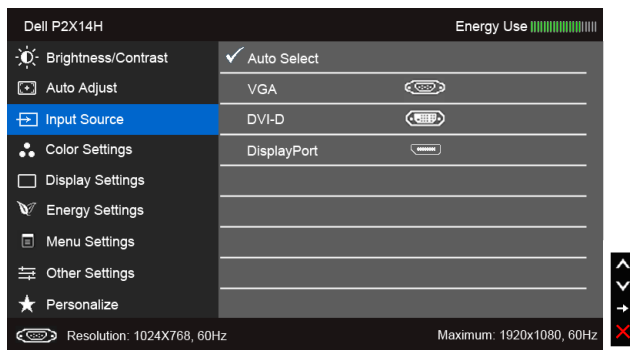 Dell P2X14H Energy Use
Brightness/Contrast Auto Select
Auto Adjust VGA
Input Source DVI-D
Color Settings DisplayPort
Display Settings
Energy Settings
Menu Settings
Other Settings
Personalize
Resolution: 1024X768, 60Hz Maximum: 1920x1080, 60Hz